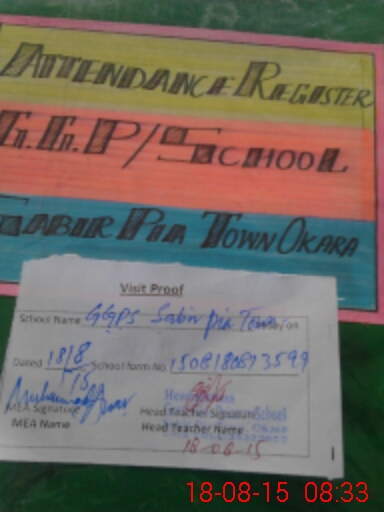 ATTENDANCE REGISTER
G.G.P/SCHOOL
SABIR PIA TOWN OKARA
Visit Proof
School Name GGPS Sabir pia Town
Dated 18/8/15 School form No 1508180873599
MEA Signature Head Teacher Signature
MEA Name Head Teacher Name
18-08-15
18-08-15 08:33